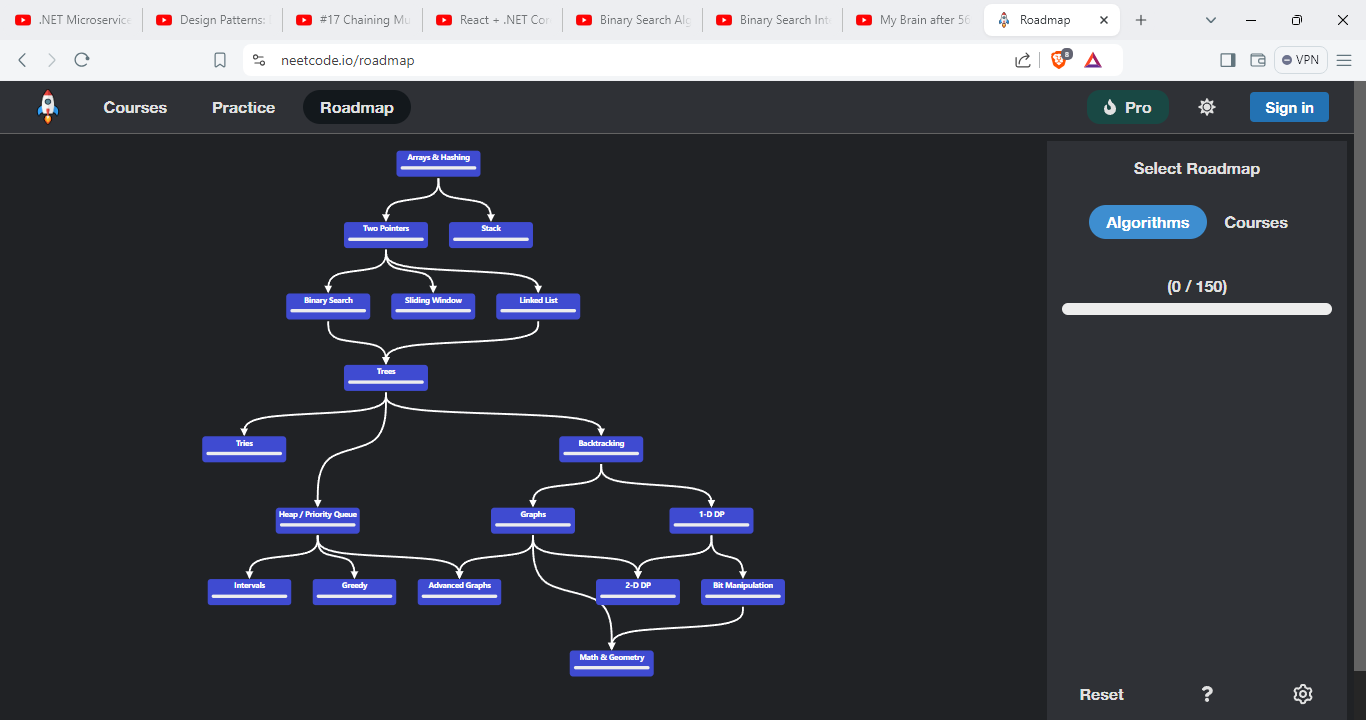 .NET Microservice
Design Patterns:
#17 Chaining Mu
React + .NET Cor
Binary Search Alg
Binary Search Int
My Brain after 56
Roadmap
neetcode.io/roadmap
8
VPN
Courses
Practice
Roadmap
Pro
Sign in
Arrays & Hashing
Two Pointers
Stack
Binary Search
Sliding Window
Linked List
Trees
Tries
Backtracking
Heap / Priority Queue
Graphs
1-D DP
Intervals
Greedy
Advanced Graphs
2-D DP
Bit Manipulation
Math & Geometry
Select Roadmap
Algorithms
Courses
(0 / 150)
Reset
?